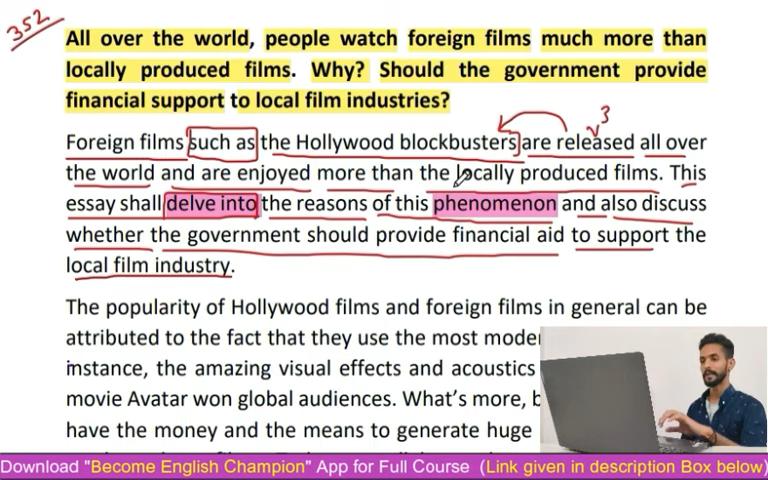 352
All over the world, people watch foreign films much more than
locally produced films. Why? Should the government provide
financial support to local film industries?
3
Foreign films such as the Hollywood blockbusters are released all over
v
the world and are enjoyed more than the locally produced films. This
essay shall delve into the reasons of this phenomenon and also discuss
whether the government should provide financial aid to support the
local film industry.
The popularity of Hollywood films and foreign films in general can be
attributed to the fact that they use the most
instance, the amazing visual effects and acoustics
movie Avatar won global audiences. What's more,
have the money and the means to generate huge
Download "Become English Champion" App for Full Course (Link given in description Box below)